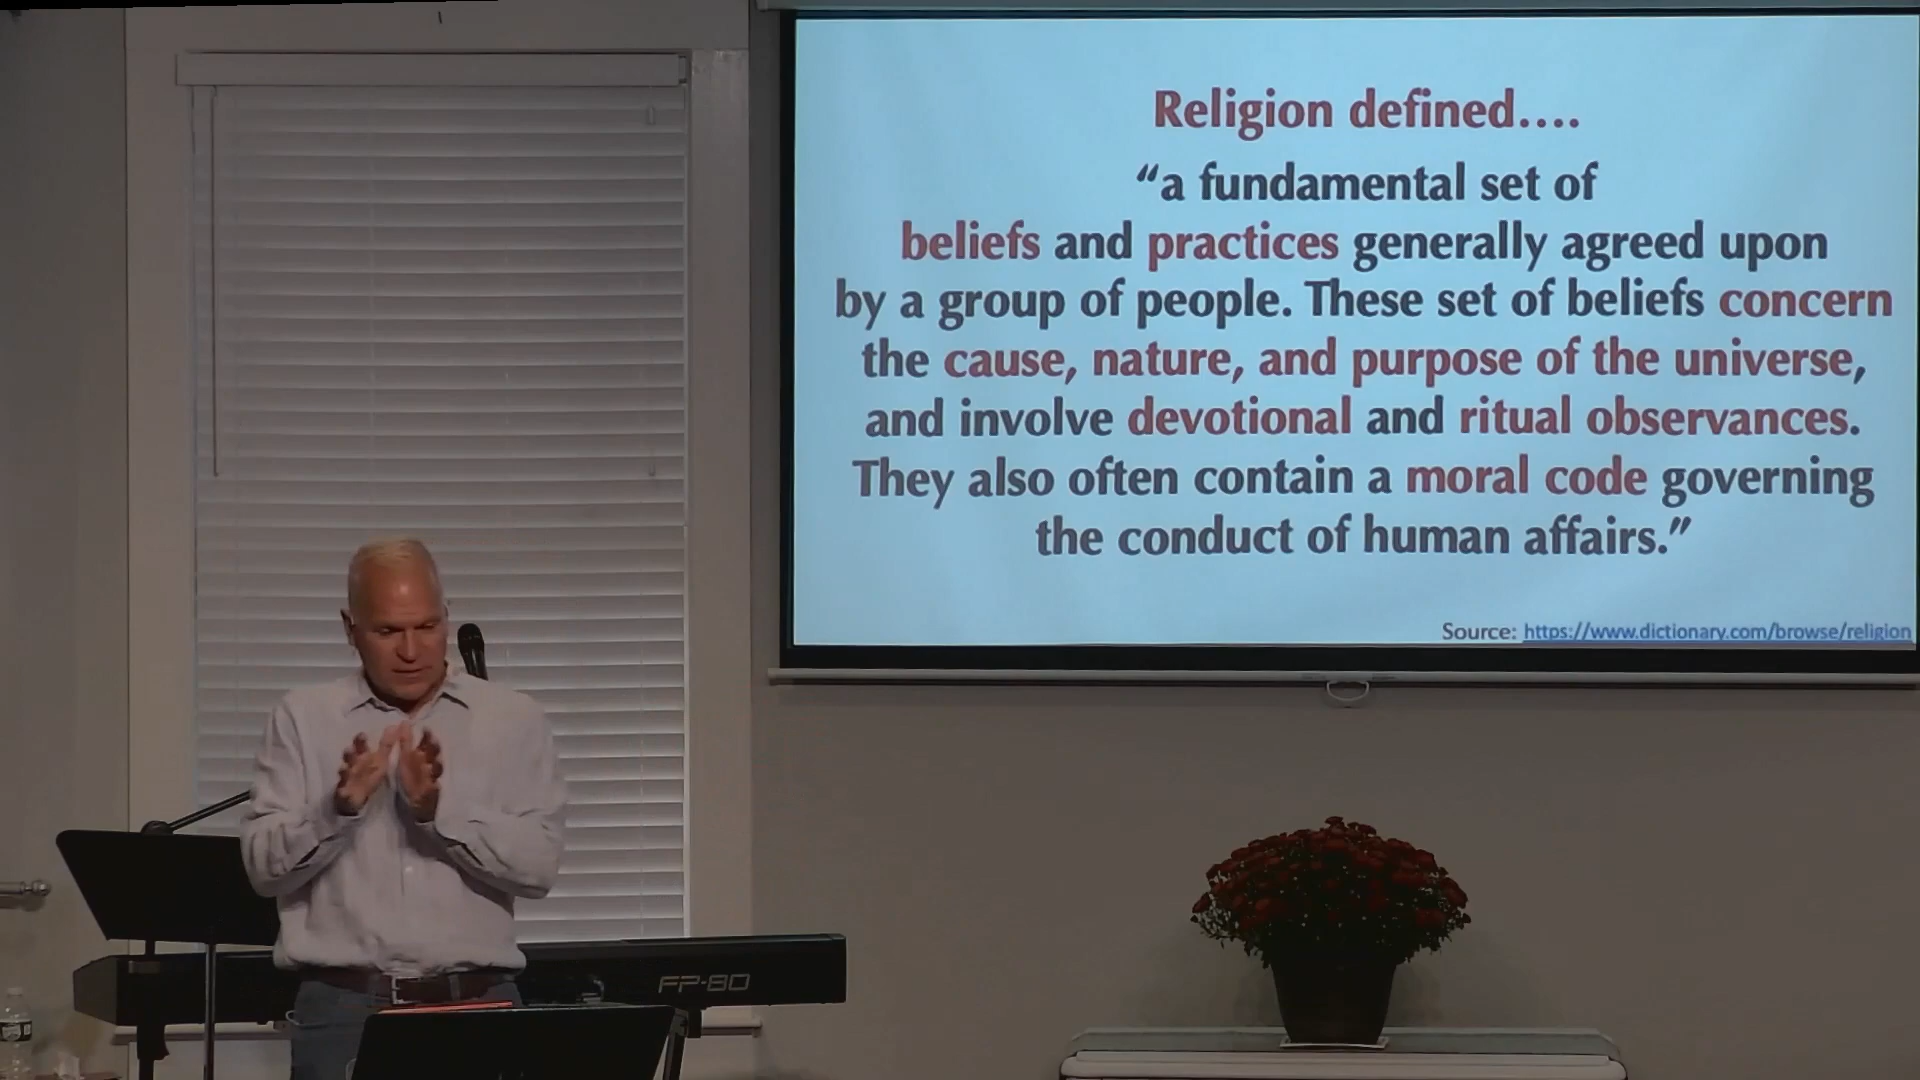 Religion defined....
“a fundamental set of
beliefs and practices generally agreed upon
by a group of people. These set of beliefs concern
the cause, nature, and purpose of the universe,
and involve devotional and ritual observances.
They also often contain a moral code governing
the conduct of human affairs.”
Source: https://www.dictionary.com/browse/religion
FP-80